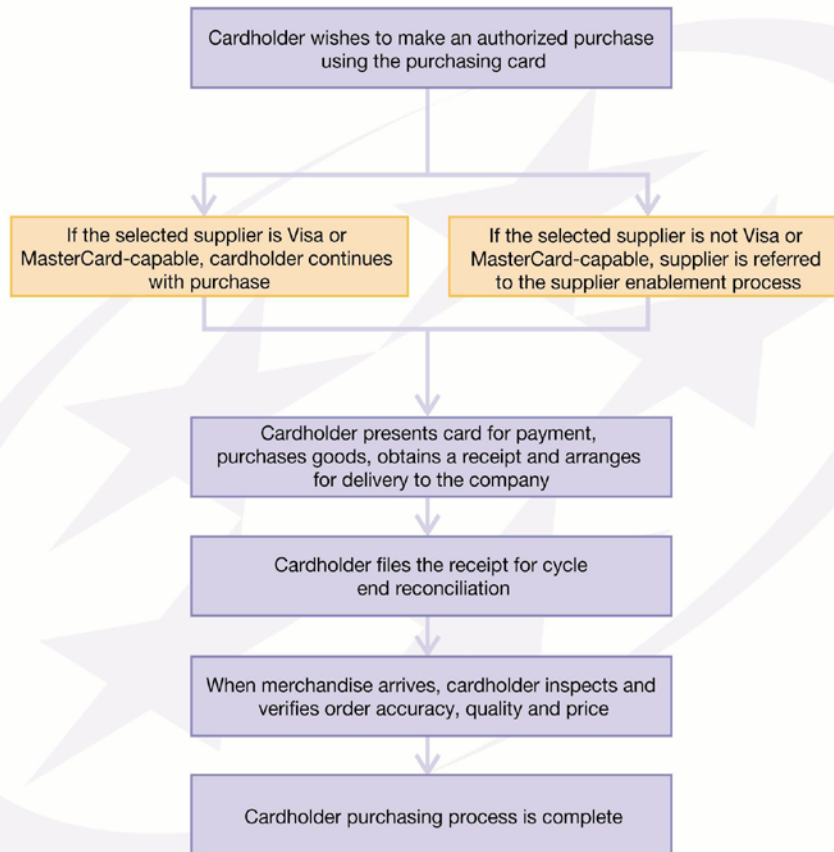 Cardholder wishes to make an authorized purchase
using the purchasing card
If the selected supplier is Visa or
MasterCard-capable, cardholder continues
with purchase
If the selected supplier is not Visa or
MasterCard-capable, supplier is referred
to the supplier enablement process
Cardholder presents card for payment,
purchases goods, obtains a receipt and arranges
for delivery to the company
Cardholder files the receipt for cycle
end reconciliation
When merchandise arrives, cardholder inspects and
verifies order accuracy, quality and price
Cardholder purchasing process is complete